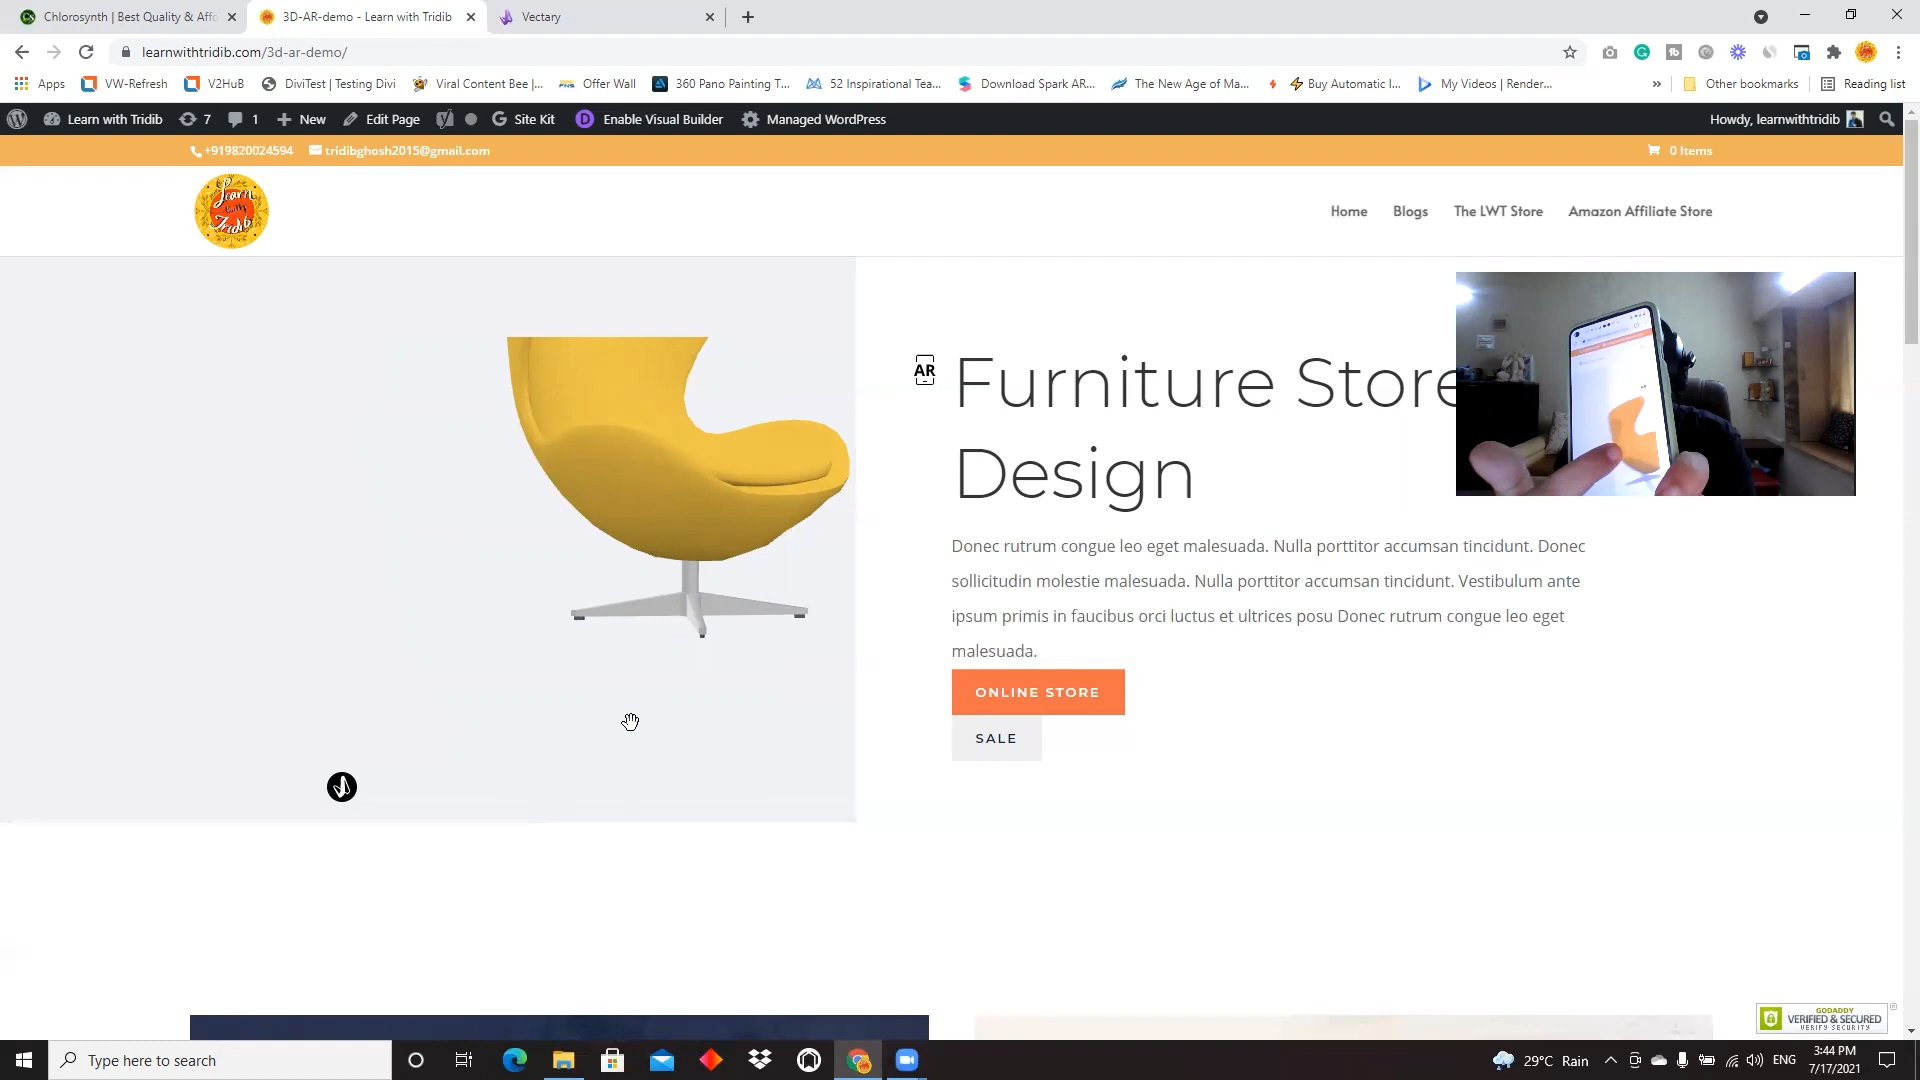 Chlorosynth | Best Quality & Affo
3D-AR-demo - Learn with Tridib
Vectary
learnwithtridib.com/3d-ar-demo/
Apps
VW-Refresh
V2HuB
DiviTest | Testing Divi
Viral Content Bee |...
Offer Wall
360 Pano Painting T...
52 Inspirational Tea...
Download Spark AR...
The New Age of Ma...
Buy Automatic I...
My Videos | Render...
»
Other bookmarks
Reading list
Learn with Tridib
7
1
New
Edit Page
Site Kit
Enable Visual Builder
Managed WordPress
Howdy, learnwithtridib
+919820024594
tridibghosh2015@gmail.com
0 Items
Learn
with
Tridib
Home
Blogs
The LWT Store
Amazon Affiliate Store
AR
Furniture Store
Design
Donec rutrum congue leo eget malesuada. Nulla porttitor accumsan tincidunt. Donec
sollicitudin molestie malesuada. Nulla porttitor accumsan tincidunt. Vestibulum ante
ipsum primis in faucibus orci luctus et ultrices posu Donec rutrum congue leo eget
malesuada.
ONLINE STORE
SALE
GODADDY
VERIFIED & SECURED
VERIFY SECURITY
Type here to search
29°C Rain
ENG
3:44 PM
7/17/2021